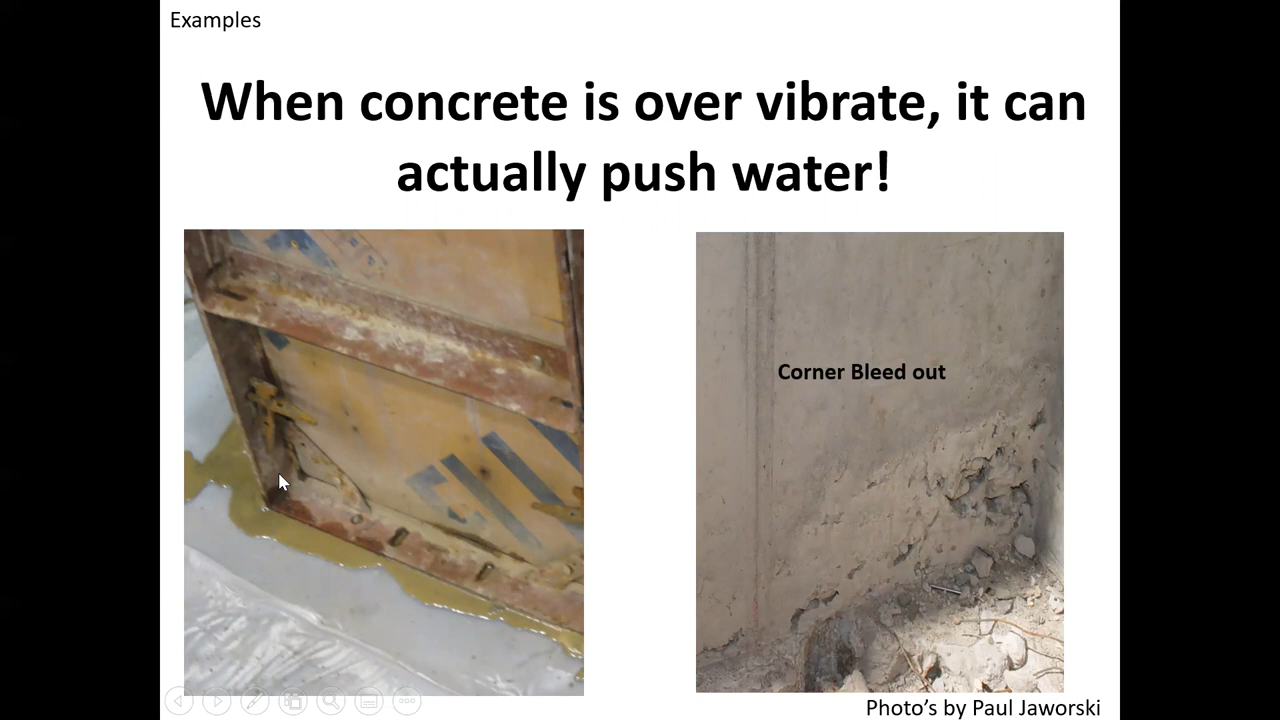 Examples
When concrete is over vibrate, it can
actually push water!
Corner Bleed out
Photo’s by Paul Jaworski